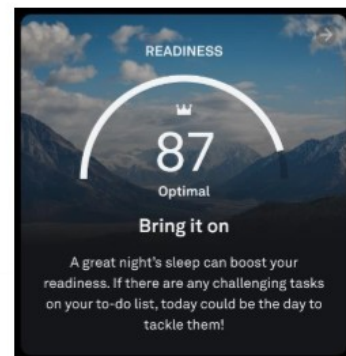 READINESS
87
Optimal
Bring it on
A great night's sleep can boost your
readiness. If there are any challenging tasks
on your to-do list, today could be the day to
tackle them!